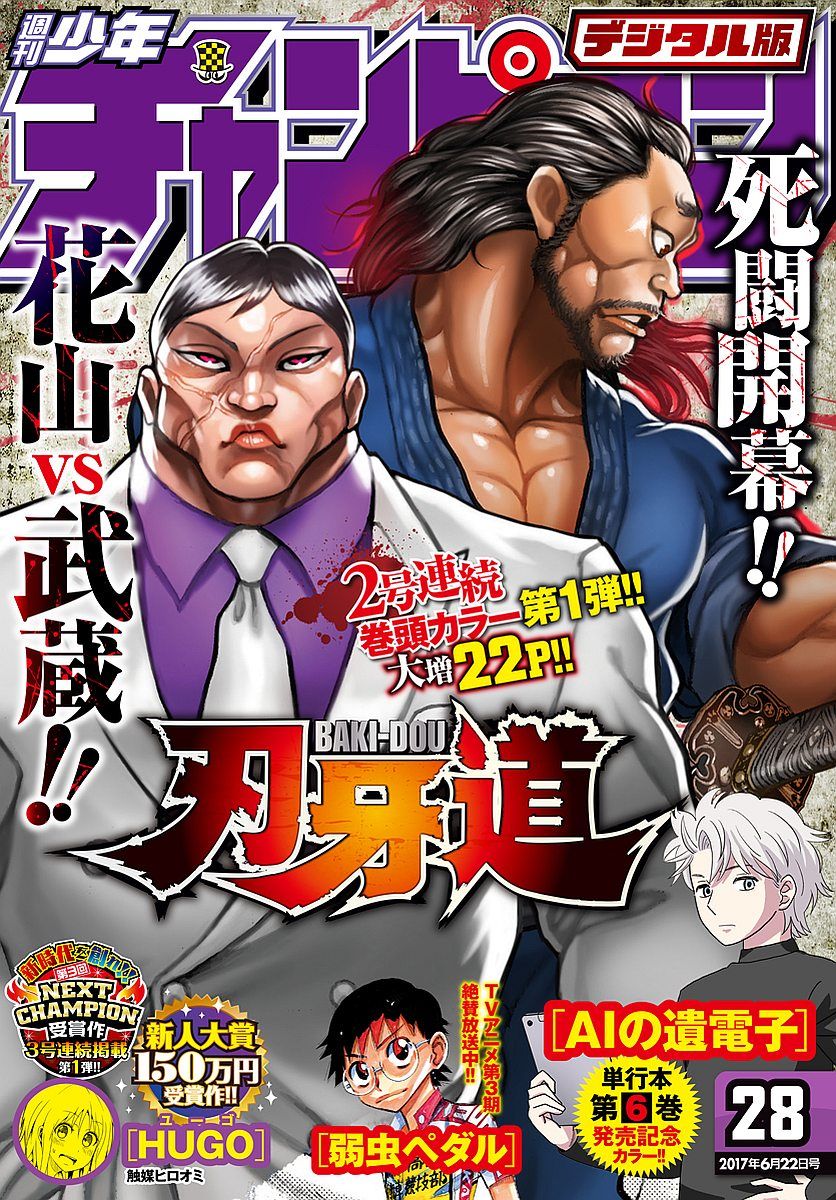 週刊
少年
チャンピオン
デジタル版
死闘開幕!!
花山vs武蔵!!
2号連続
巻頭カラー第1弾!!
大増22P!!
BAKI-DOU
刃牙道
新時代を創れ!!
第3回
NEXT
CHAMPION
受賞作
3号連続掲載
第1弾!!
新人大賞
150万円
受賞作!!
ユーゴ
[HUGO]
触媒ヒロオミ
TVアニメ第3期
絶賛放送中!!
[弱虫ペダル]
[AIの遺電子]
単行本
第6巻
発売記念
カラー!!
28
2017年6月22日号